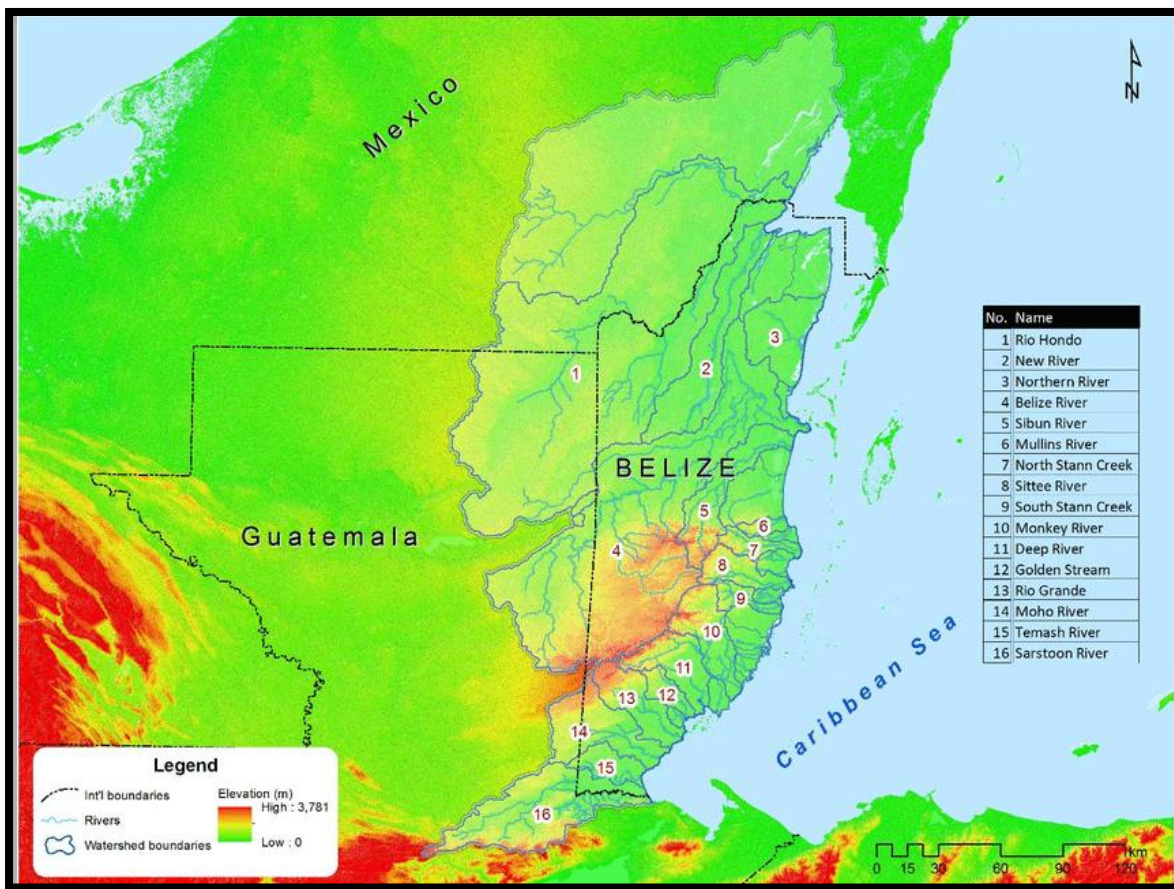 Mexico
N
No. Name
1 Rio Hondo
2 New River
3 Northern River
4 Belize River
5 Sibun River
6 Mullins River
7 North Stann Creek
8 Sittee River
9 South Stann Creek
10 Monkey River
11 Deep River
12 Golden Stream
13 Rio Grande
14 Moho River
15 Temash River
16 Sarstoon River
3
1
2
BELIZE
Guatemala
5
6
4
7
8
9
10
11
13
12
14
15
16
Caribbean Sea
Legend
Int'l boundaries
Rivers
Watershed boundaries
Elevation (m)
High : 3,781
Low : 0
km
0 15 30 60 90 120